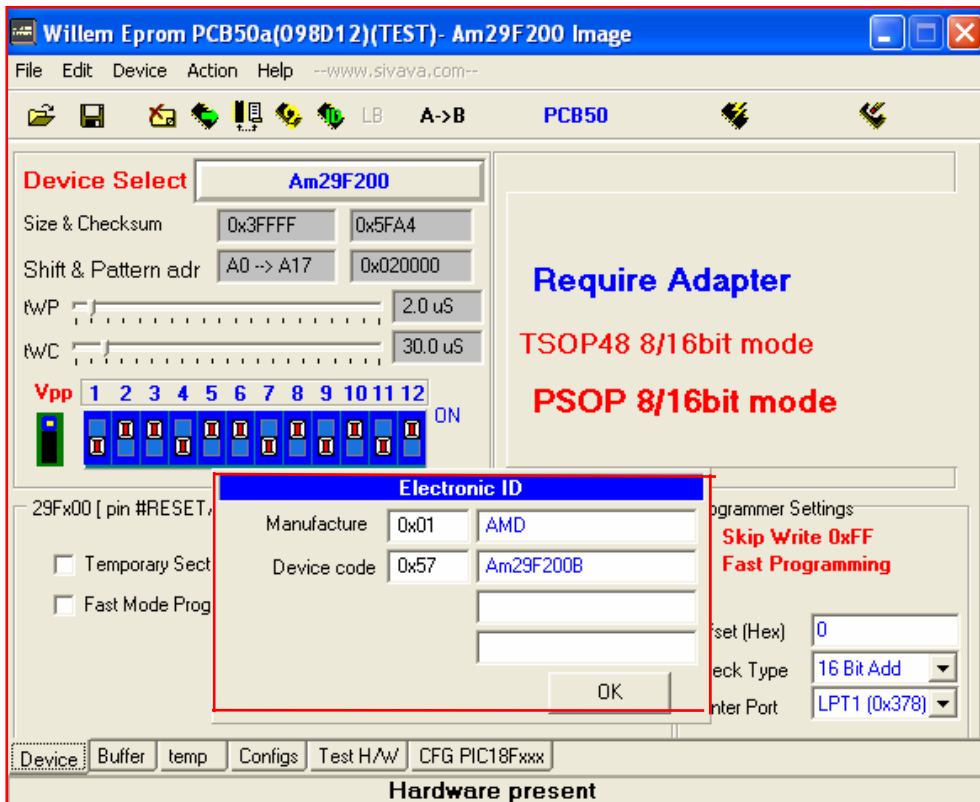 Willem Eprom PCB50a(098D12)(TEST)- Am29F200 Image
File Edit Device Action Help --www.sivava.com--
LB A->B PCB50
Device Select Am29F200
Size & Checksum 0x3FFFF 0x5FA4
Shift & Pattern adr A0 --> A17 0x020000
tWP 2.0 uS
tWC 30.0 uS
Vpp 1 2 3 4 5 6 7 8 9 10 11 12
ON
Require Adapter
TSOP48 8/16bit mode
PSOP 8/16bit mode
29Fx00 [ pin #RESET
Temporary Sect
Fast Mode Prog
Electronic ID
Manufacture 0x01 AMD
Device code 0x57 Am29F200B
OK
ogrammer Settings
Skip Write 0xFF
Fast Programming
set (Hex) 0
eck Type 16 Bit Add
nter Port LPT1 (0x378)
Device Buffer temp Configs Test H/W CFG PIC18Fxxx
Hardware present